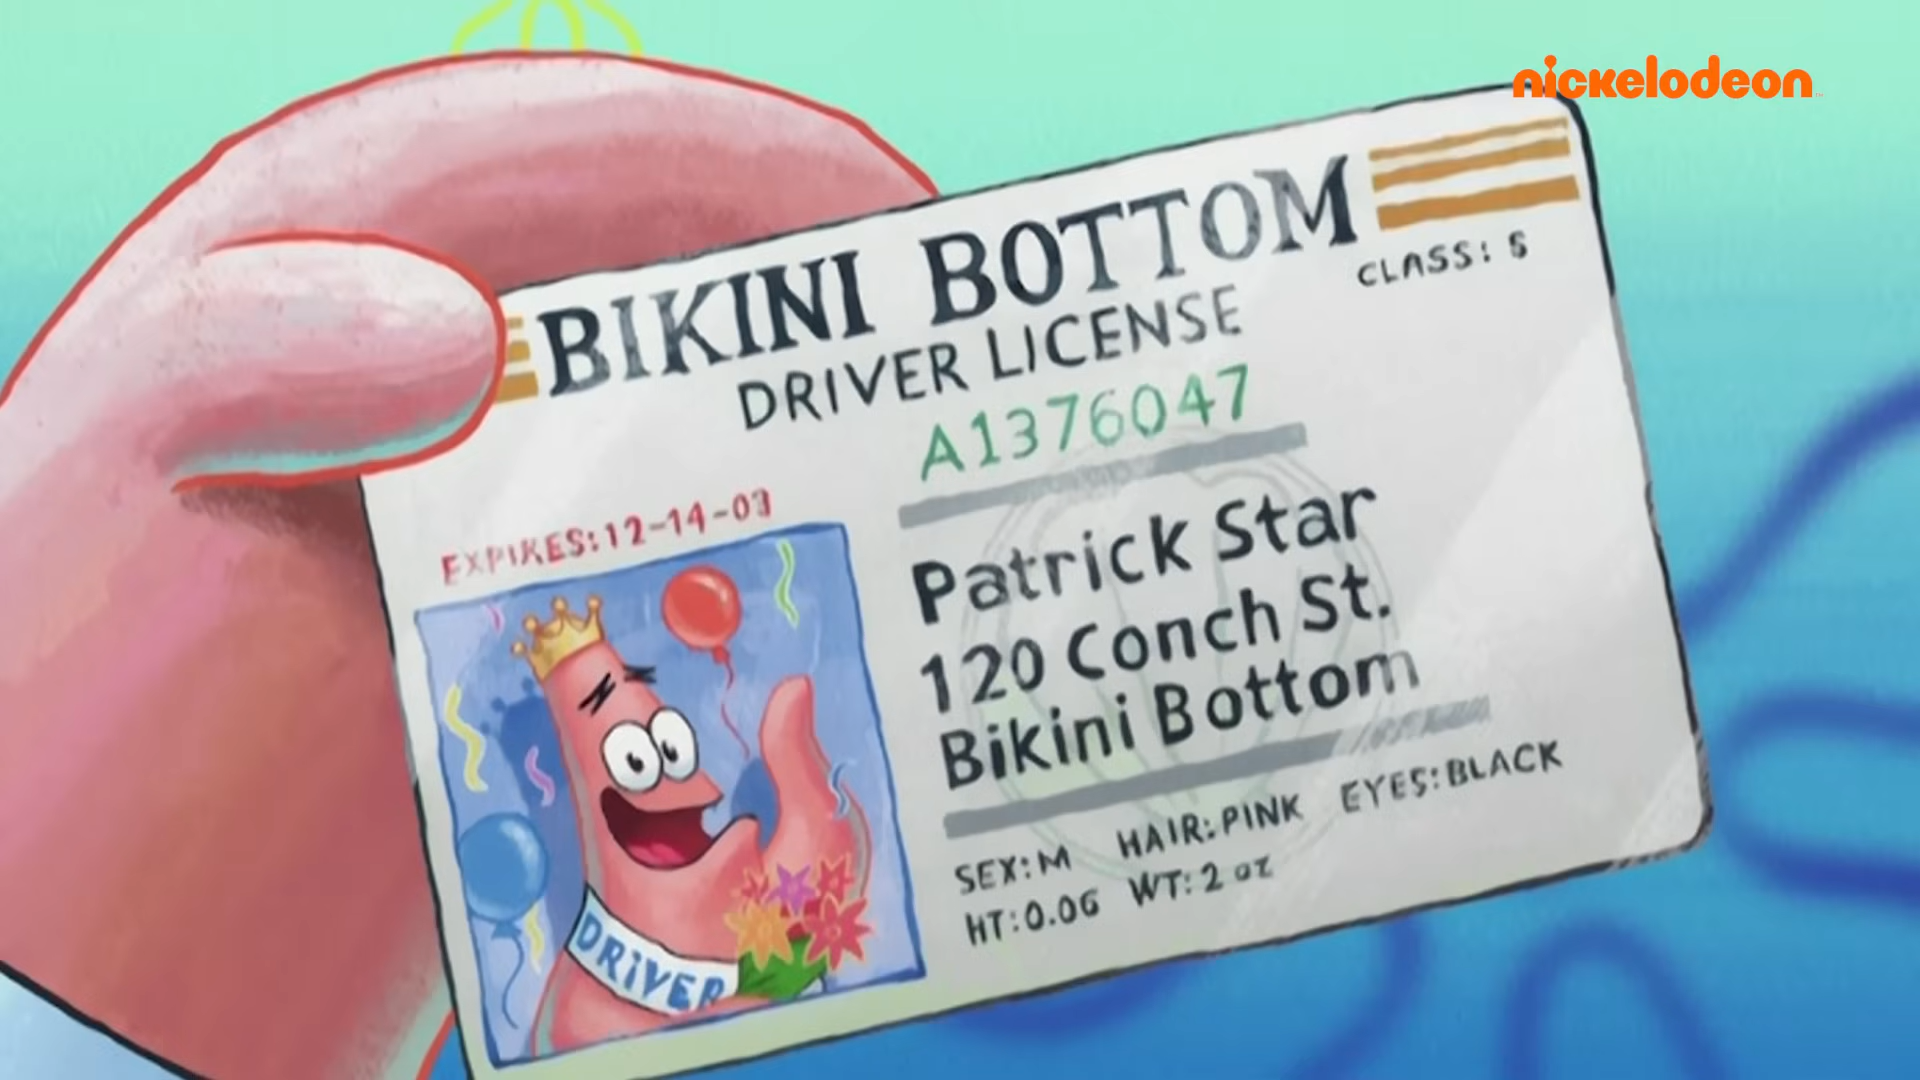 nickelodeon
BIKINI BOTTOM
DRIVER LICENSE
CLASS: 5
A1376047
EXPIRES:12-14-03
Patrick Star
120 Conch St.
Bikini Bottom
SEX:M HAIR:PINK EYES:BLACK
HT:0.06 WT:2 oz
DRiVER